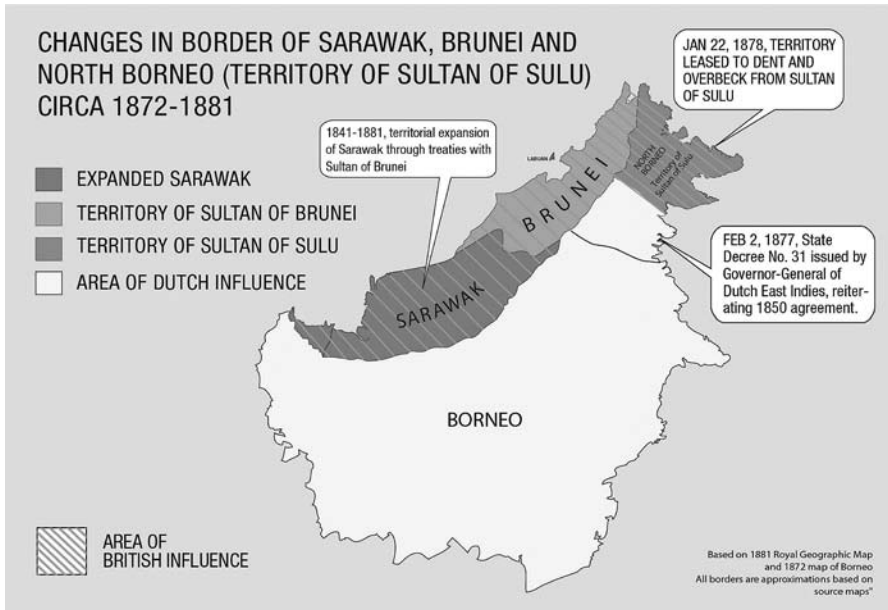 CHANGES IN BORDER OF SARAWAK, BRUNEI AND
NORTH BORNEO (TERRITORY OF SULTAN OF SULU)
CIRCA 1872-1881
JAN 22, 1878, TERRITORY
LEASED TO DENT AND
OVERBECK FROM SULTAN
OF SULU
1841-1881, territorial expansion
of Sarawak through treaties with
Sultan of Brunei
EXPANDED SARAWAK
TERRITORY OF SULTAN OF BRUNEI
TERRITORY OF SULTAN OF SULU
AREA OF DUTCH INFLUENCE
LABUAN
BRUNEI
NORTH
BORNEO
Territory of
Sultan of Sulu
FEB 2, 1877, State
Decree No. 31 issued by
Governor-General of
Dutch East Indies, reiter-
ating 1850 agreement.
SARAWAK
BORNEO
AREA OF
BRITISH INFLUENCE
Based on 1881 Royal Geographic Map
and 1872 map of Borneo
All borders are approximations based on
source maps"